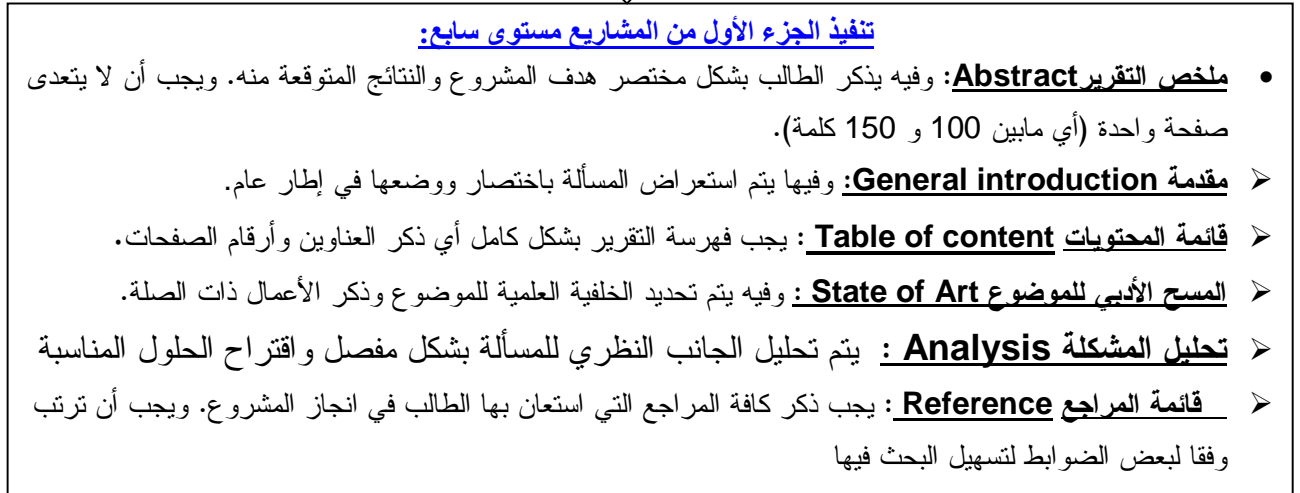 تنفيذ الجزء الأول من المشاريع مستوى سابع:
• ملخص التقريرAbstract: وفيه يذكر الطالب بشكل مختصر هدف المشروع والنتائج المتوقعة منه. ويجب أن لا يتعدى
صفحة واحدة (أي مابين 100 و 150 كلمة).
➢ مقدمة General introduction: وفيها يتم استعراض المسألة باختصار ووضعها في إطار عام.
➢ قائمة المحتويات Table of content : يجب فهرسة التقرير بشكل كامل أي ذكر العناوين وأرقام الصفحات.
➢ المسح الأدبي للموضوع State of Art : وفيه يتم تحديد الخلفية العلمية للموضوع وذكر الأعمال ذات الصلة.
➢ تحليل المشكلة Analysis : يتم تحليل الجانب النظري للمسألة بشكل مفصل واقتراح الحلول المناسبة
➢ قائمة المراجع Reference : يجب ذكر كافة المراجع التي استعان بها الطالب في انجاز المشروع. ويجب أن ترتب
وفقا لبعض الضوابط لتسهيل البحث فيها